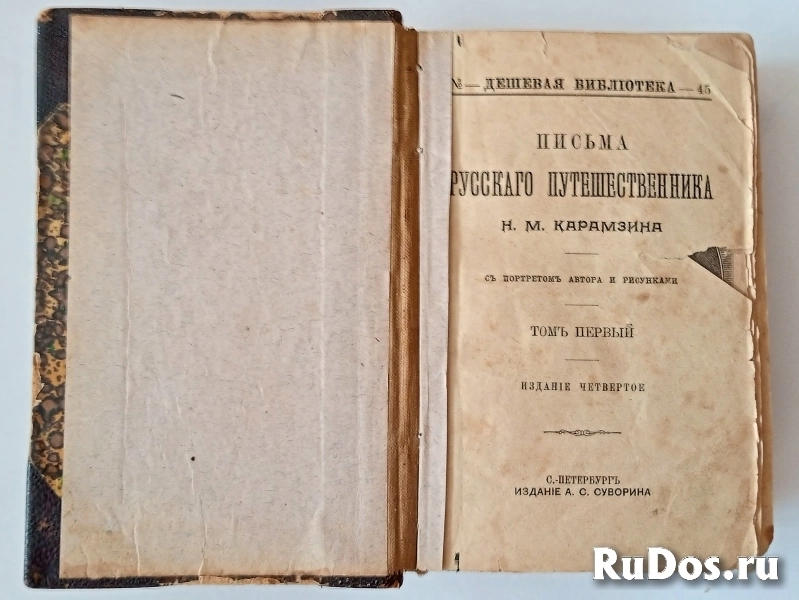 № — ДЕШЕВАЯ БИБЛІОТЕКА — 45
ПИСЬМА
РУССКАГО ПУТЕШЕСТВЕННИКА
Н. М. КАРАМЗИНА
СЪ ПОРТРЕТОМЪ АВТОРА И РИСУНКАМИ
ТОМЪ ПЕРВЫЙ
ИЗДАНІЕ ЧЕТВЕРТОЕ
С.-ПЕТЕРБУРГЪ
ИЗДАНІЕ А. С. СУВОРИНА
RuDos.ru